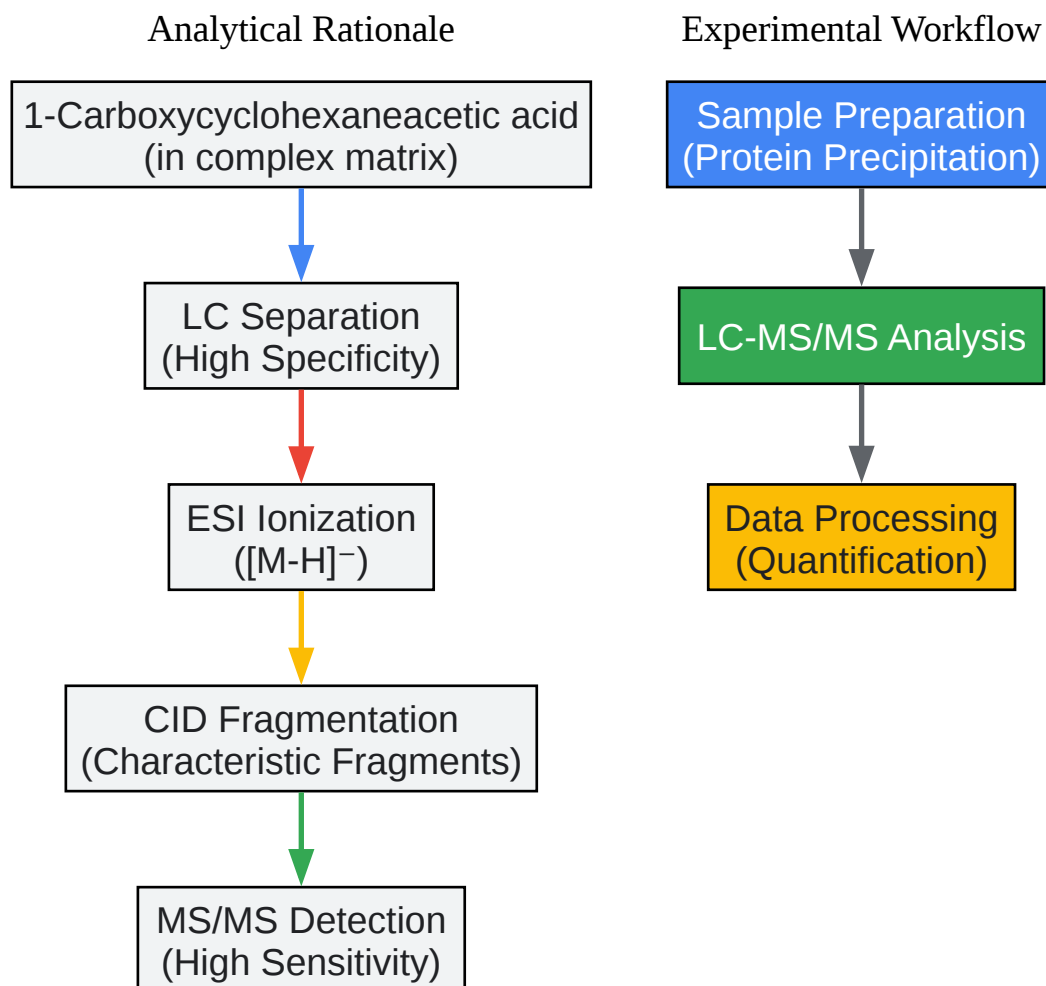 Analytical Rationale
1-Carboxycyclohexaneacetic acid
(in complex matrix)
LC Separation
(High Specificity)
ESI Ionization
([M-H]⁻)
CID Fragmentation
(Characteristic Fragments)
MS/MS Detection
(High Sensitivity)
Experimental Workflow
Sample Preparation
(Protein Precipitation)
LC-MS/MS Analysis
Data Processing
(Quantification)